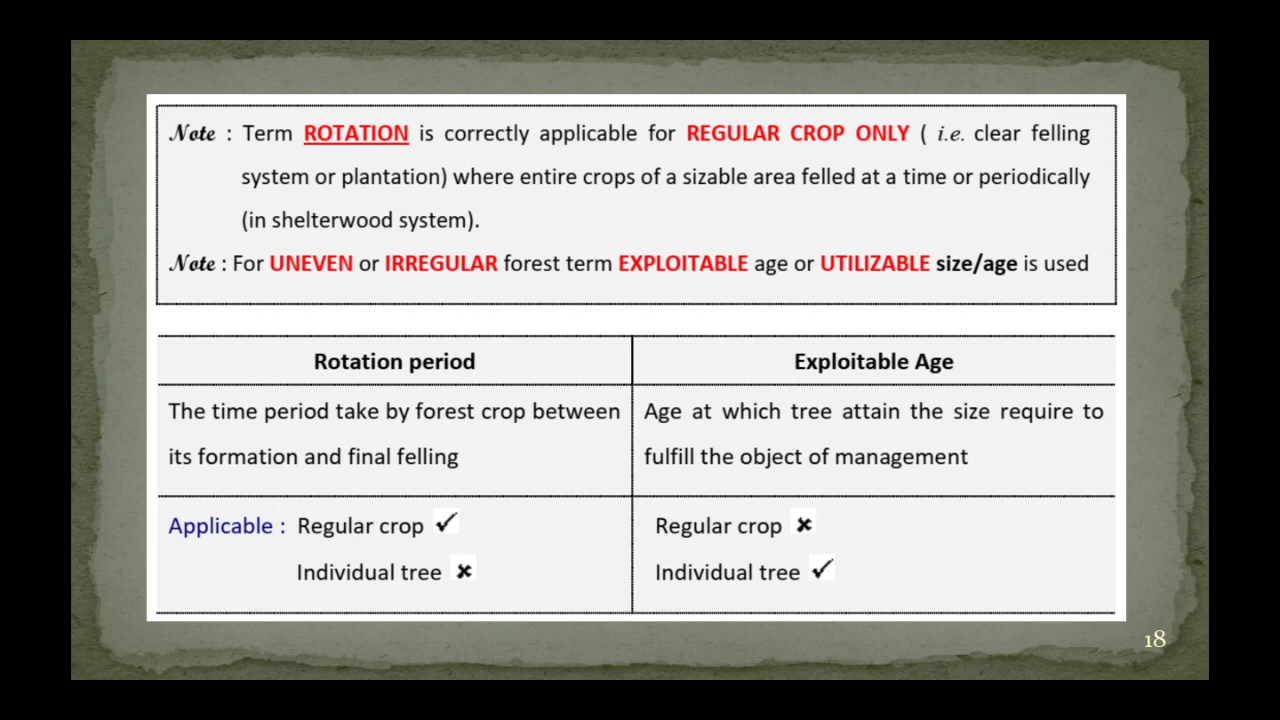 Note : Term ROTATION is correctly applicable for REGULAR CROP ONLY ( i.e. clear felling
system or plantation) where entire crops of a sizable area felled at a time or periodically
(in shelterwood system).
Note : For UNEVEN or IRREGULAR forest term EXPLOITABLE age or UTILIZABLE size/age is used
Rotation period
Exploitable Age
The time period take by forest crop between
its formation and final felling
Age at which tree attain the size require to
fulfill the object of management
Applicable : Regular crop ✓
Individual tree ✖
Regular crop ✖
Individual tree ✓
18